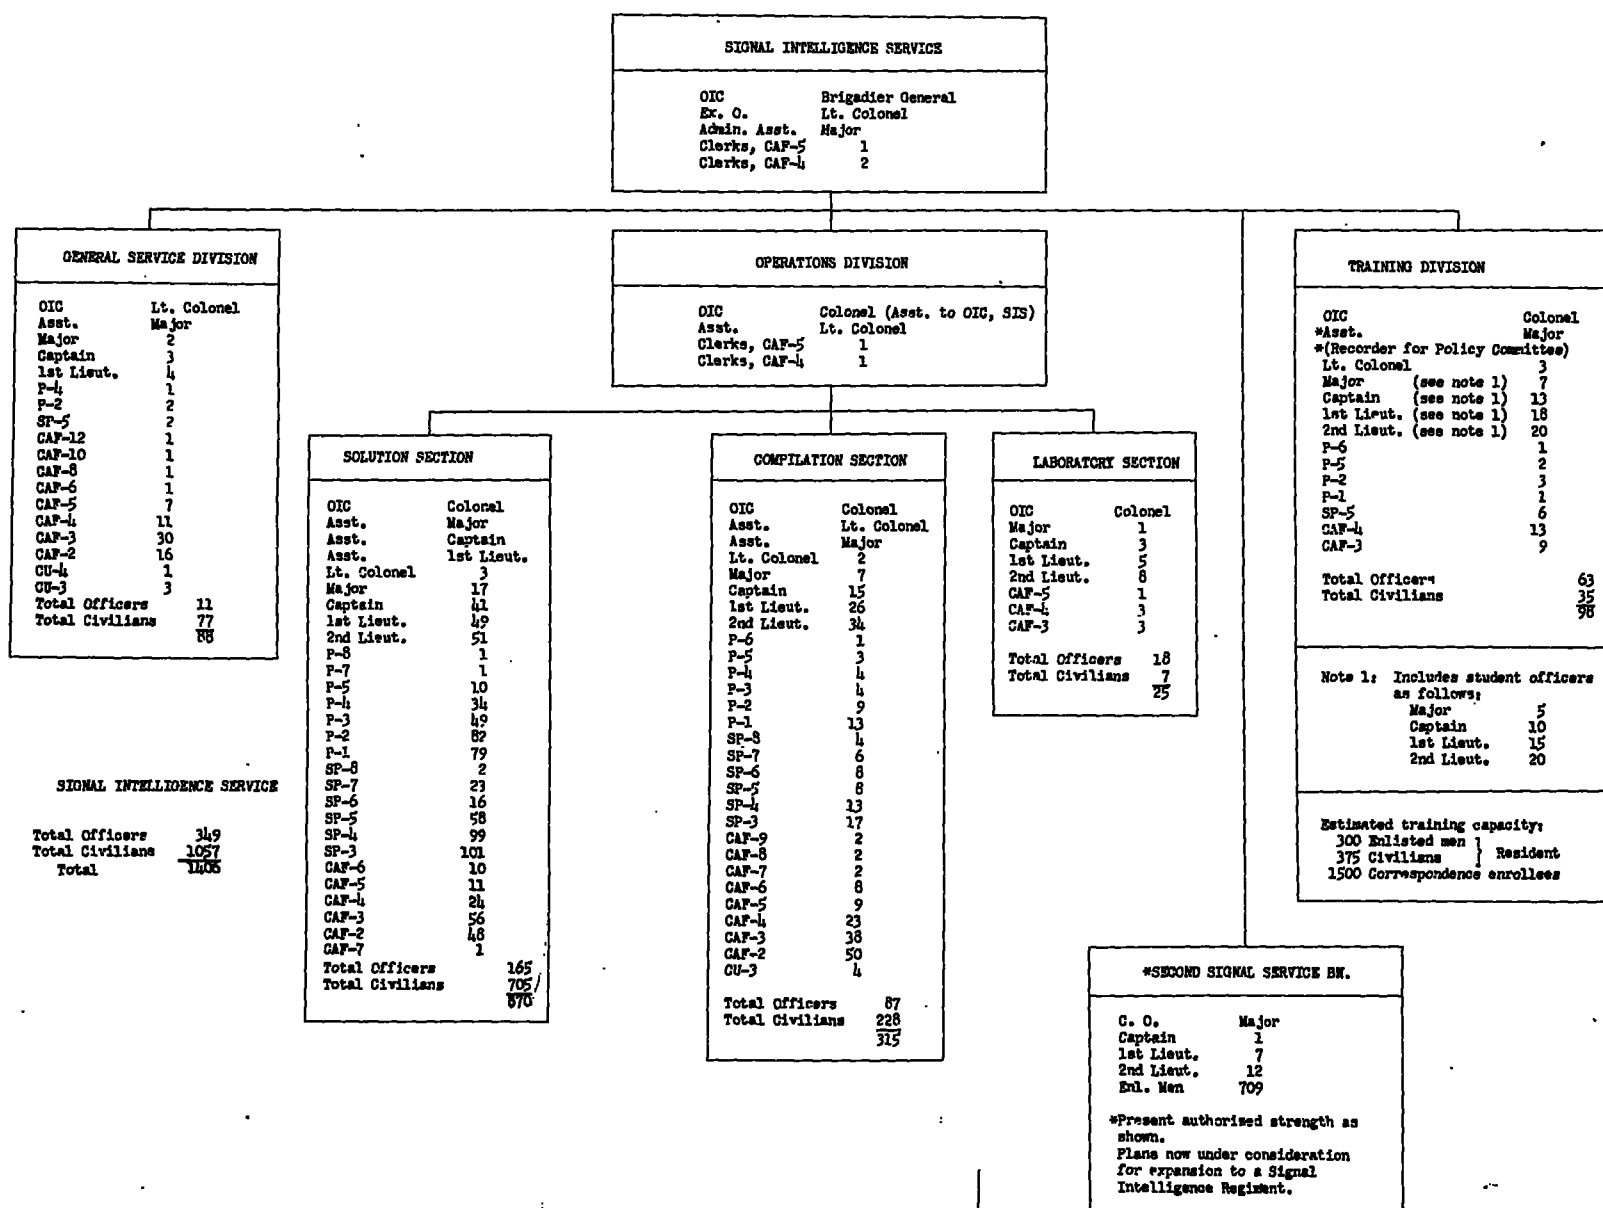 SIGNAL INTELLIGENCE SERVICE
OIC Brigadier General
Ex. O. Lt. Colonel
Admin. Asst. Major
Clerks, CAF-5 1
Clerks, CAF-4 2
GENERAL SERVICE DIVISION
OIC Lt. Colonel
Asst. Major
Major 2
Captain 3
1st Lieut. 4
P-4 1
P-2 2
SP-5 2
CAF-12 1
CAF-10 1
CAF-8 1
CAF-6 1
CAF-5 7
CAF-4 11
CAF-3 30
CAF-2 16
CU-4 1
CU-3 3
Total Officers 11
Total Civilians 77
88
OPERATIONS DIVISION
OIC Colonel (Asst. to OIC, SIS)
Asst. Lt. Colonel
Clerks, CAF-5 1
Clerks, CAF-4 1
TRAINING DIVISION
OIC Colonel
*Asst. Major
*(Recorder for Policy Committee)
Lt. Colonel 3
Major (see note 1) 7
Captain (see note 1) 13
1st Lieut. (see note 1) 18
2nd Lieut. (see note 1) 20
P-6 1
P-5 2
P-2 3
P-1 1
SP-5 6
CAF-4 13
CAF-3 9
Total Officers 63
Total Civilians 35
98
Note 1: Includes student officers
as follows:
Major 5
Captain 10
1st Lieut. 15
2nd Lieut. 20
Estimated training capacity:
300 Enlisted men
375 Civilians } Resident
1500 Correspondence enrollees
SOLUTION SECTION
OIC Colonel
Asst. Major
Asst. Captain
Asst. 1st Lieut.
Lt. Colonel 3
Major 17
Captain 41
1st Lieut. 49
2nd Lieut. 51
P-8 1
P-7 1
P-5 10
P-4 34
P-3 49
P-2 82
P-1 79
SP-8 2
SP-7 23
SP-6 16
SP-5 58
SP-4 99
SP-3 101
CAF-6 10
CAF-5 11
CAF-4 24
CAF-3 56
CAF-2 48
CAF-7 1
Total Officers 165
Total Civilians 705
870
COMPILATION SECTION
OIC Colonel
Asst. Lt. Colonel
Asst. Major
Lt. Colonel 2
Major 7
Captain 15
1st Lieut. 26
2nd Lieut. 34
P-6 1
P-5 3
P-4 4
P-3 4
P-2 9
P-1 13
SP-8 4
SP-7 6
SP-6 8
SP-5 8
SP-4 13
SP-3 17
CAF-9 2
CAF-8 2
CAF-7 2
CAF-6 8
CAF-5 9
CAF-4 23
CAF-3 38
CAF-2 50
CU-3 4
Total Officers 87
Total Civilians 228
315
LABORATORY SECTION
OIC Colonel
Major 1
Captain 3
1st Lieut. 5
2nd Lieut. 8
CAF-5 1
CAF-4 3
CAF-3 3
Total Officers 18
Total Civilians 7
25
SIGNAL INTELLIGENCE SERVICE
Total Officers 349
Total Civilians 1057
Total 1406
*SECOND SIGNAL SERVICE BN.
C. O. Major
Captain 1
1st Lieut. 7
2nd Lieut. 12
Enl. Men 709
*Present authorized strength as
shown.
Plans now under consideration
for expansion to a Signal
Intelligence Regiment.